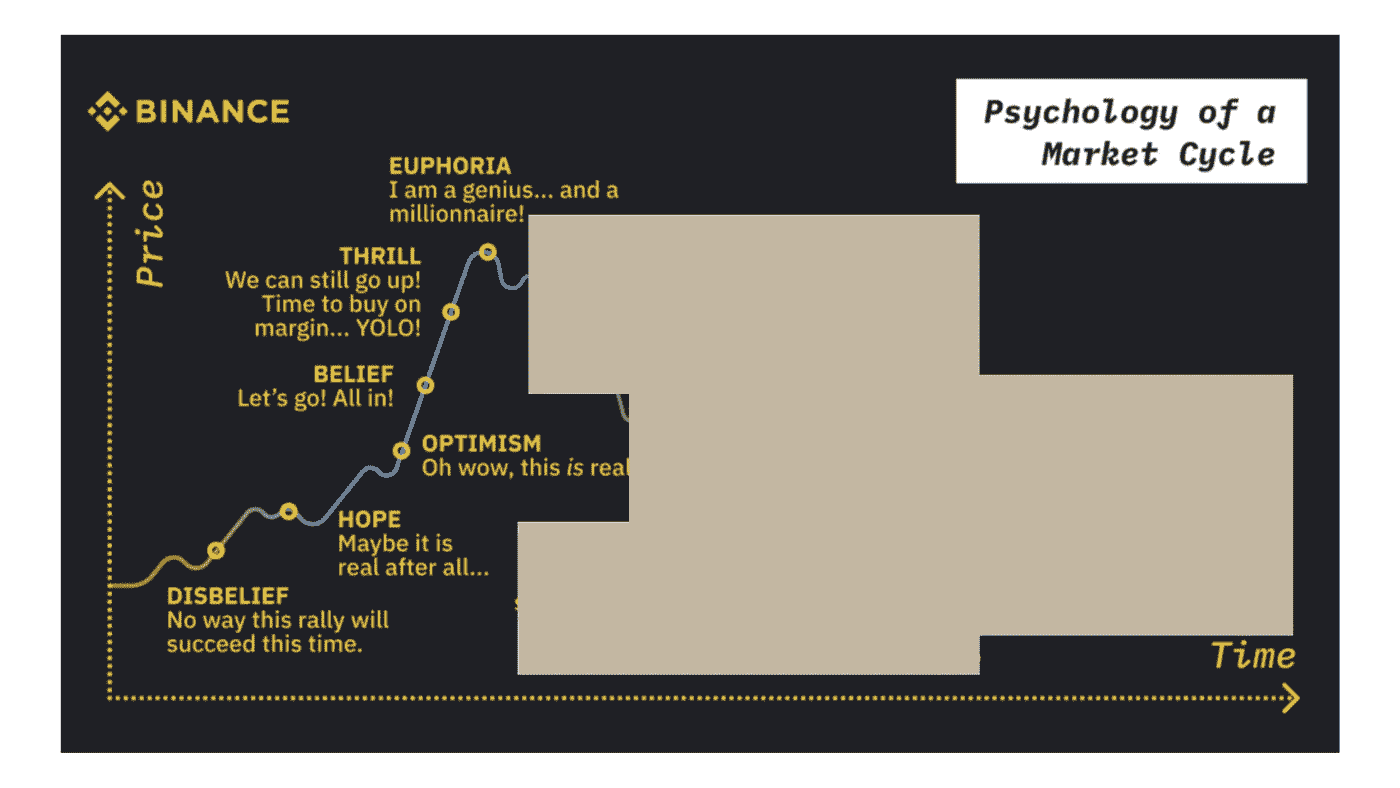 BINANCE
Psychology of a
Market Cycle
Price
EUPHORIA
I am a genius... and a
millionnaire!
THRILL
We can still go up!
Time to buy on
margin... YOLO!
BELIEF
Let's go! All in!
OPTIMISM
Oh wow, this is real
HOPE
Maybe it is
real after all...
DISBELIEF
No way this rally will
succeed this time.
Time